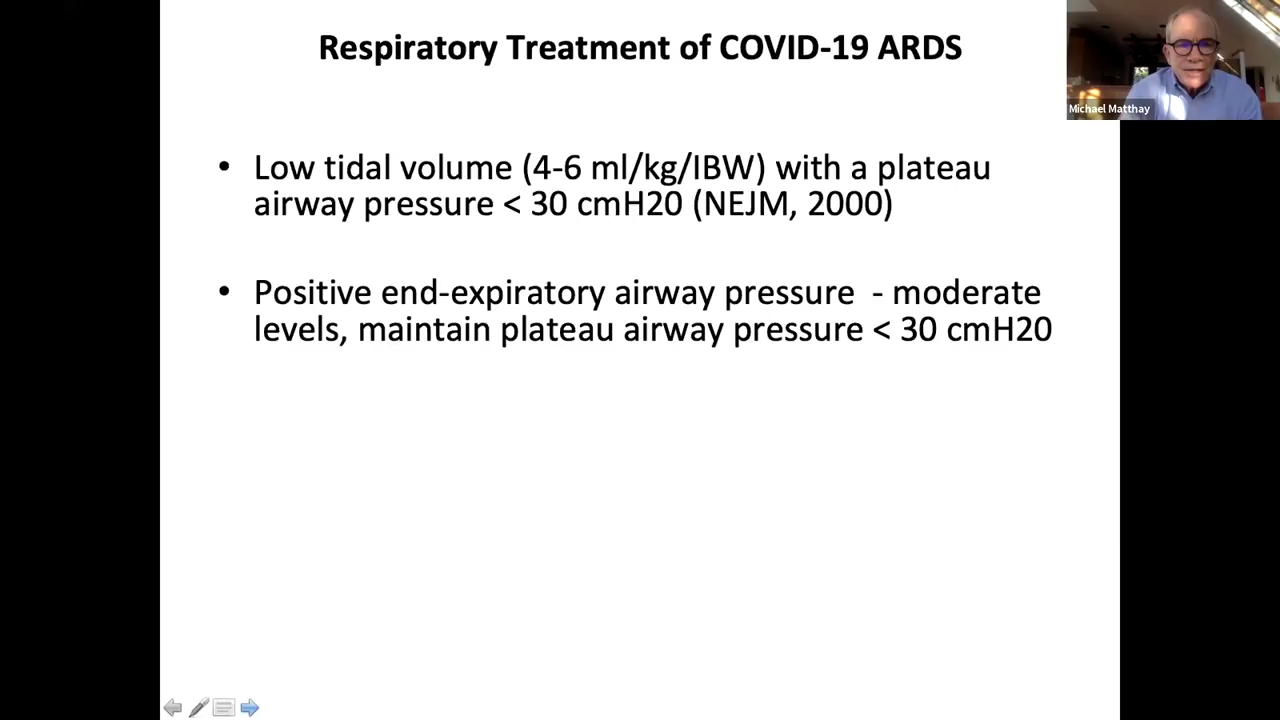 Respiratory Treatment of COVID-19 ARDS
Michael Matthay
• Low tidal volume (4-6 ml/kg/IBW) with a plateau
airway pressure < 30 cmH20 (NEJM, 2000)
• Positive end-expiratory airway pressure - moderate
levels, maintain plateau airway pressure < 30 cmH20